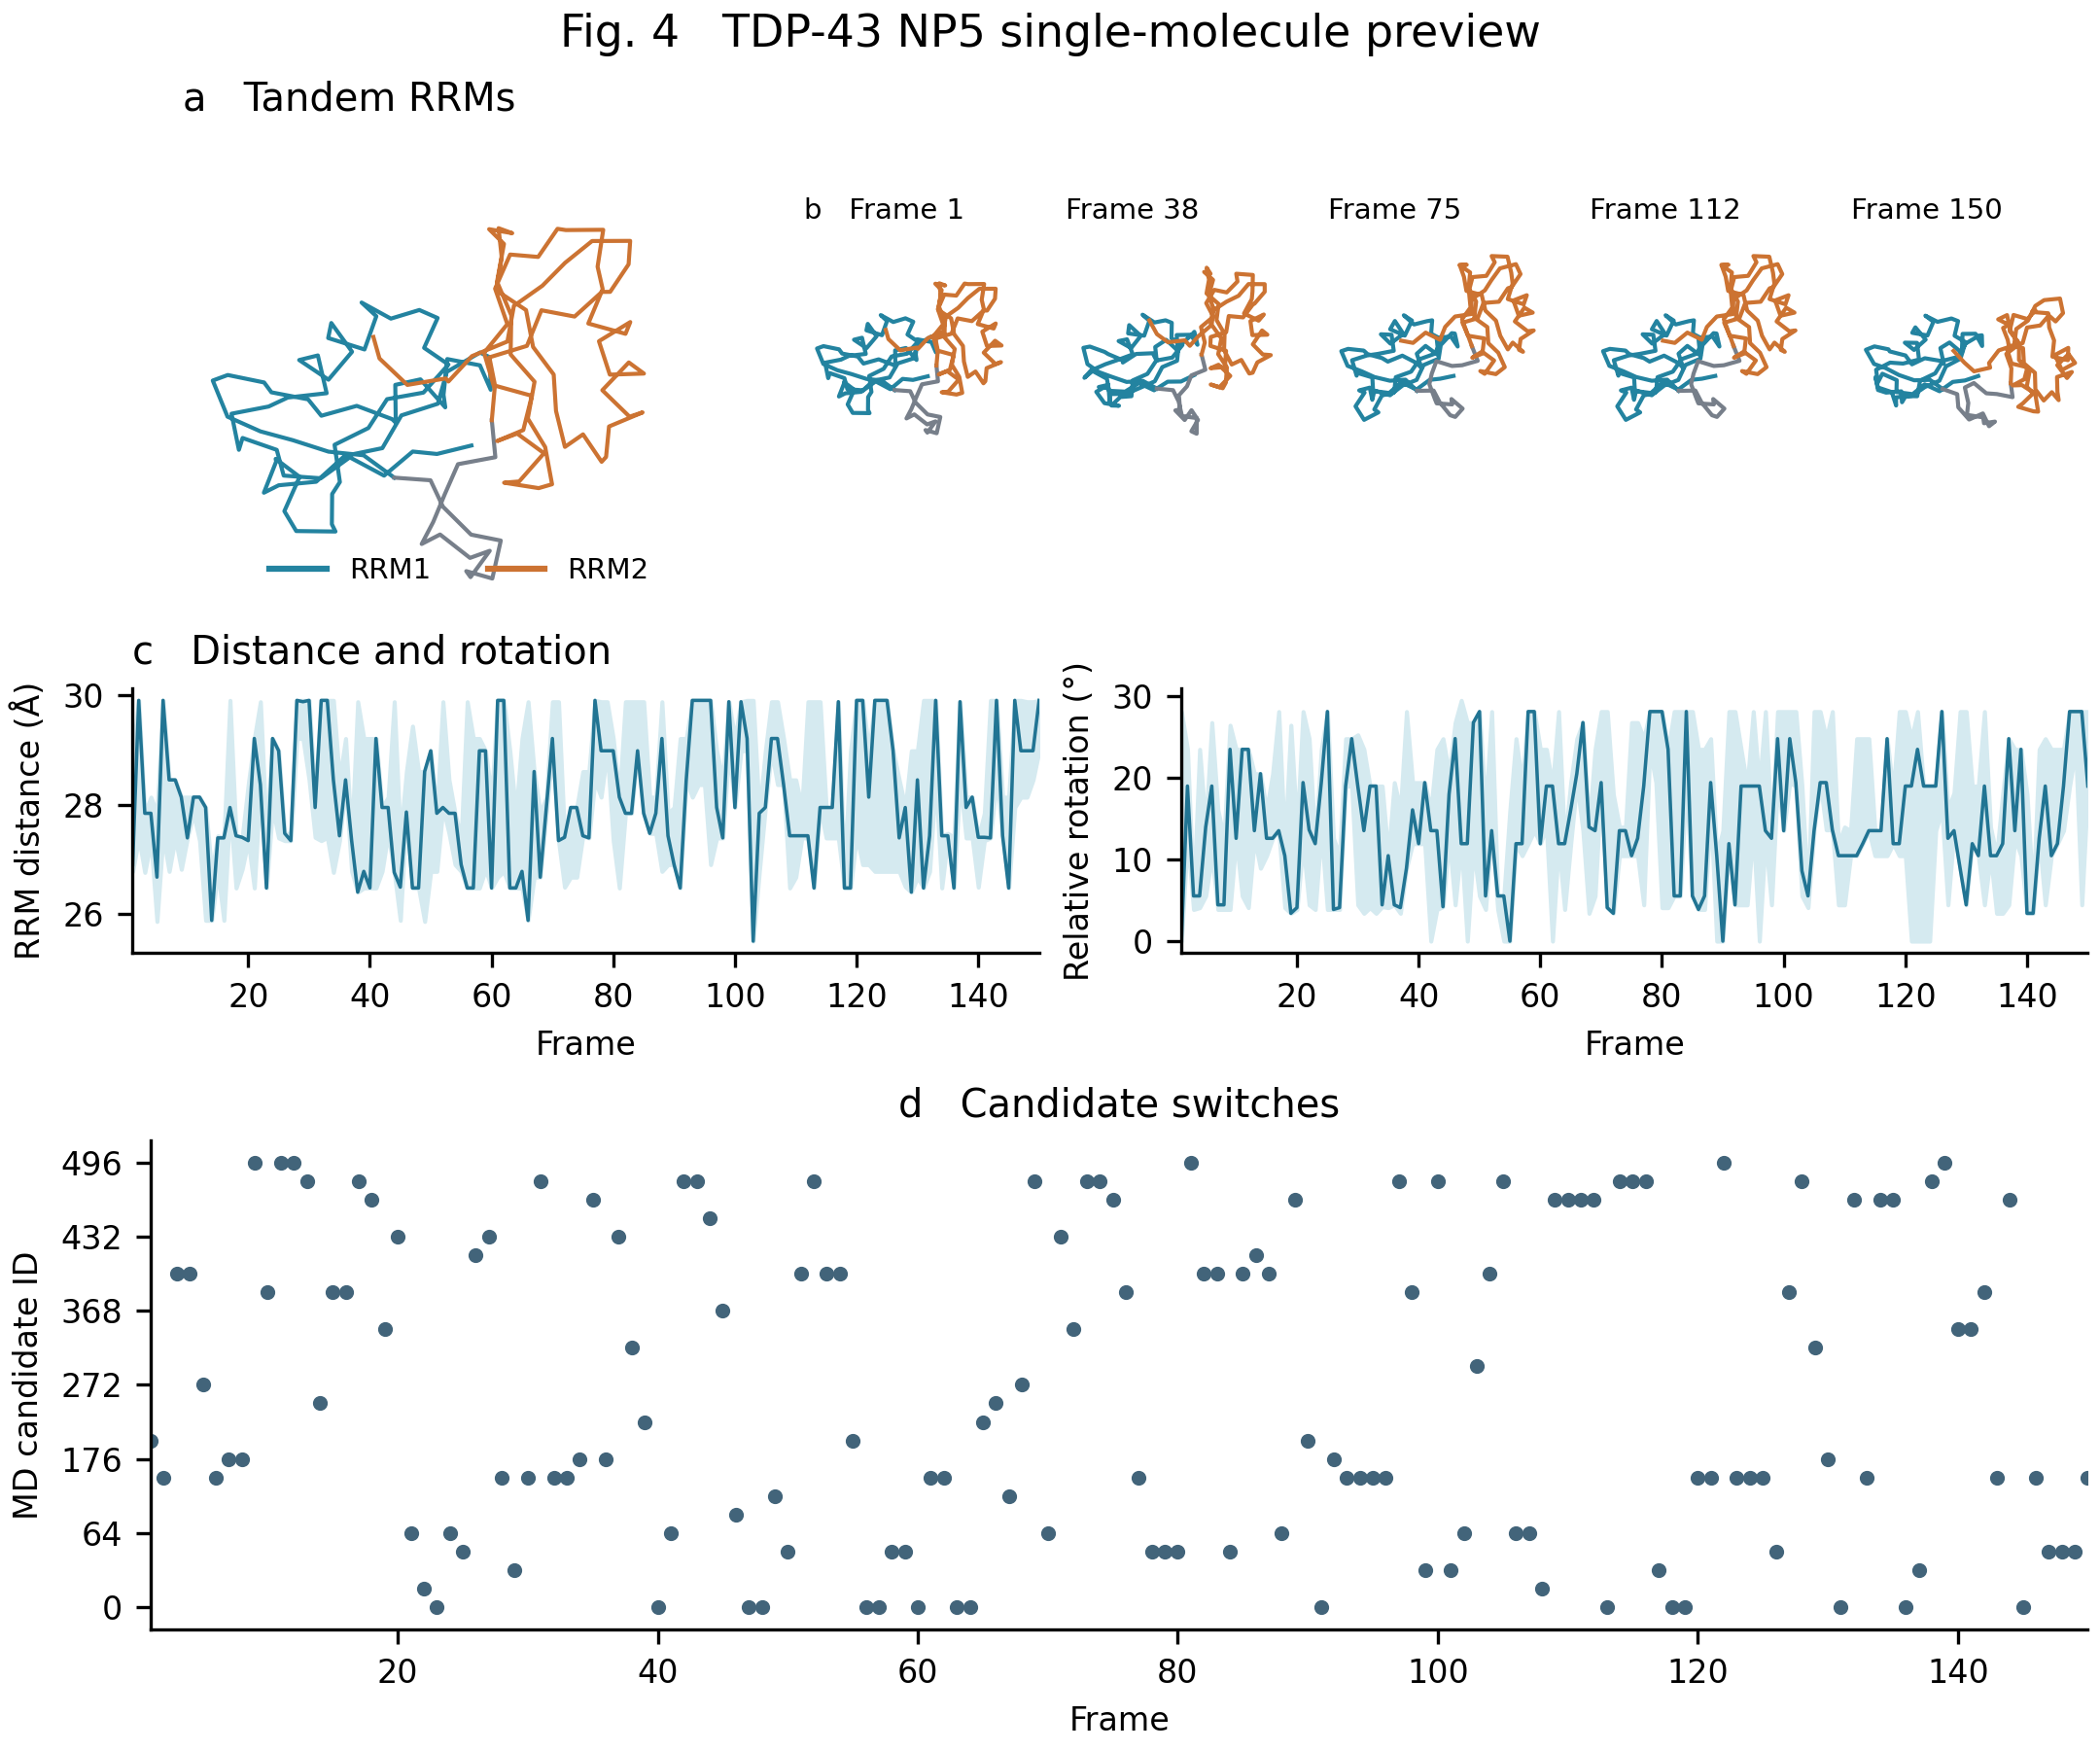 Fig. 4 TDP-43 NP5 single-molecule preview
a Tandem RRMs
b Frame 1
Frame 38
Frame 75
Frame 112
Frame 150
RRM1
RRM2
c Distance and rotation
RRM distance (Å)
30
28
26
20 40 60 80 100 120 140
Frame
Relative rotation (°)
30
20
10
0
20 40 60 80 100 120 140
Frame
d Candidate switches
MD candidate ID
496
432
368
272
176
64
0
20 40 60 80 100 120 140
Frame